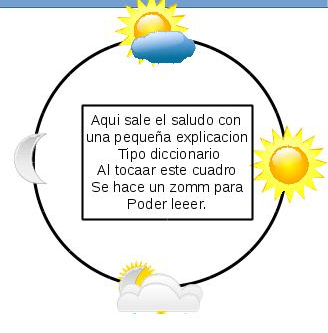 Aqui sale el saludo con
una pequeña explicacion
Tipo diccionario
Al tocaar este cuadro
Se hace un zomm para
Poder leeer.